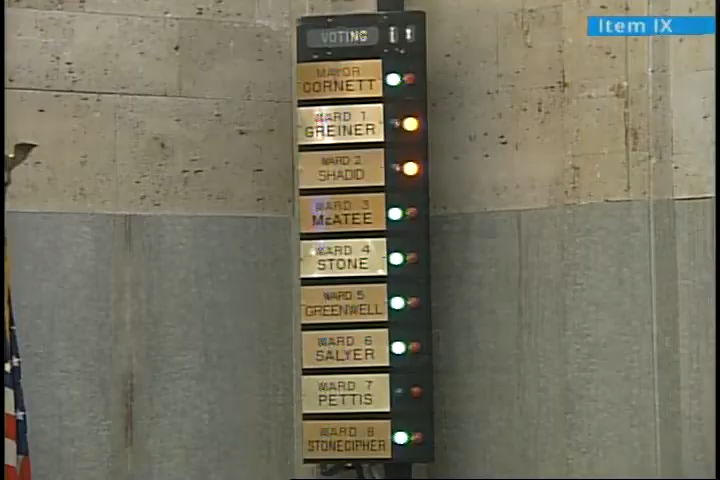 Item IX
VOTING
MAYOR
CORNETT
WARD 1
GREINER
WARD 2
SHADID
WARD 3
McATEE
WARD 4
STONE
WARD 5
GREENWELL
WARD 6
SALYER
WARD 7
PETTIS
WARD 8
STONECIPHER